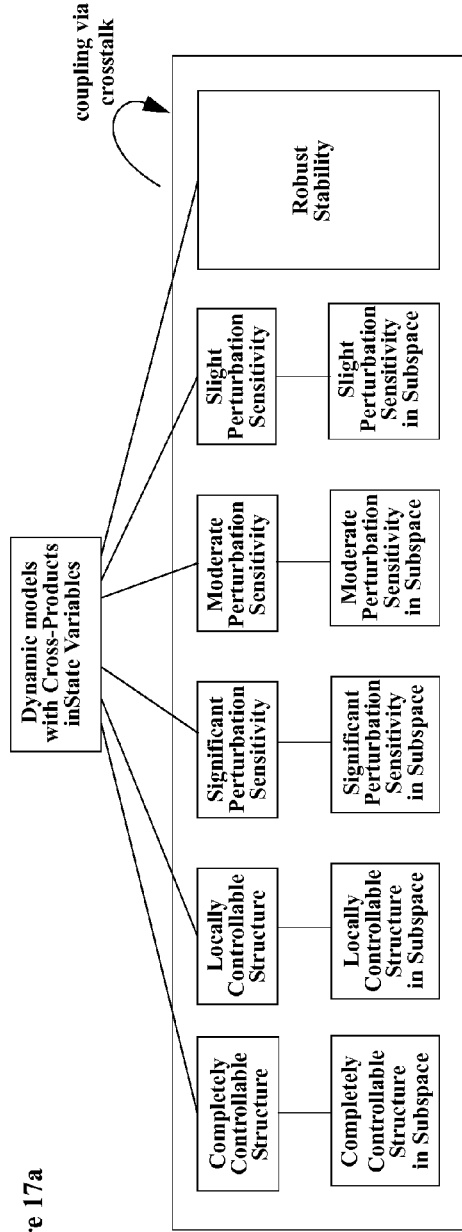 re 17a
Dynamic models
with Cross-Products
inState Variables
coupling via
crosstalk
Completely
Controllable
Structure
Locally
Controllable
Structure
Significant
Perturbation
Sensitivity
Moderate
Perturbation
Sensitivity
Slight
Perturbation
Sensitivity
Robust
Stability
Completely
Controllable
Structure
in Subspace
Locally
Controllable
Structure
in Subspace
Significant
Perturbation
Sensitivity
in Subspace
Moderate
Perturbation
Sensitivity
in Subspace
Slight
Perturbation
Sensitivity
in Subspace